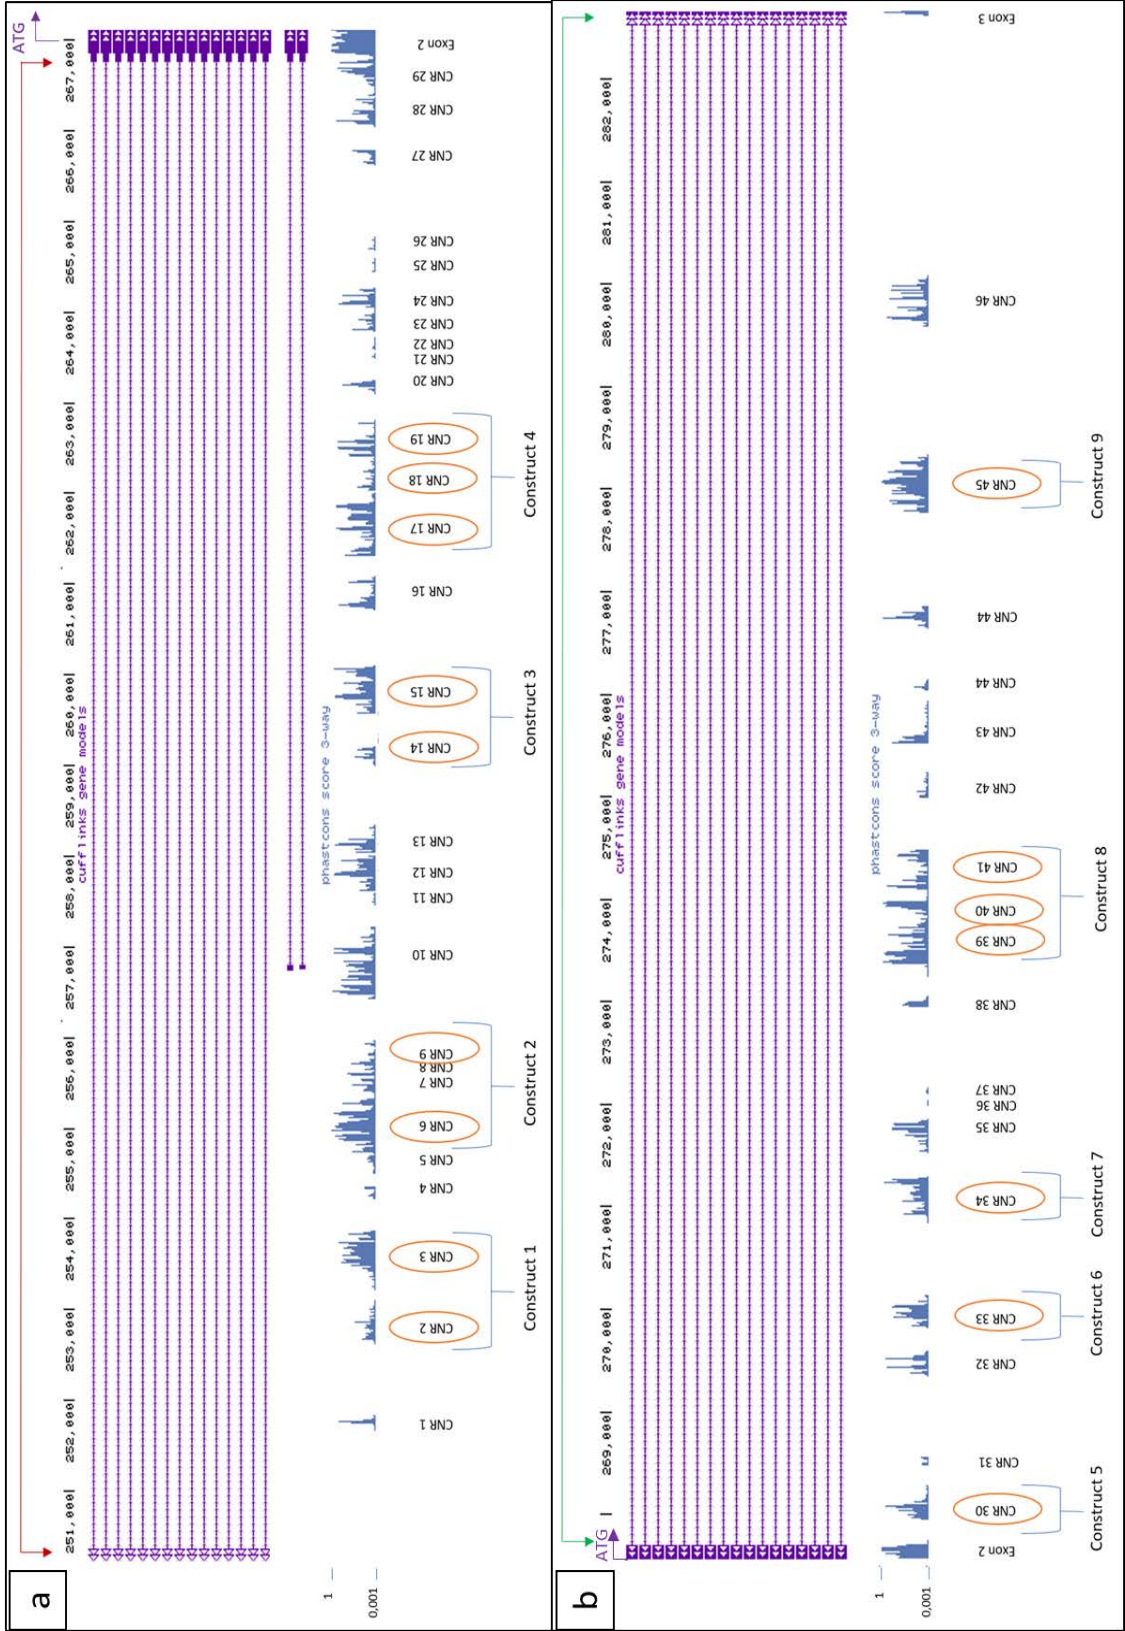 a
ATG
251,000|
252,000|
253,000|
254,000|
255,000|
256,000|
257,000|
258,000|
259,000|
260,000|
261,000|
262,000|
263,000|
264,000|
265,000|
266,000|
267,000|
cufflinks gene models
phastcons score 3-way
1
0,001
CNR 1
CNR 2
CNR 3
CNR 4
CNR 5
CNR 6
CNR 7
CNR 8
CNR 9
CNR 10
CNR 11
CNR 12
CNR 13
CNR 14
CNR 15
CNR 16
CNR 17
CNR 18
CNR 19
CNR 20
CNR 21
CNR 22
CNR 23
CNR 24
CNR 25
CNR 26
CNR 27
CNR 28
CNR 29
Exon 2
Construct 1
Construct 2
Construct 3
Construct 4
b
ATG
|
269,000|
270,000|
271,000|
272,000|
273,000|
274,000|
275,000|
276,000|
277,000|
278,000|
279,000|
280,000|
281,000|
282,000|
cufflinks gene models
phastcons score 3-way
1
0,001
Exon 2
CNR 30
CNR 31
CNR 32
CNR 33
CNR 34
CNR 35
CNR 36
CNR 37
CNR 38
CNR 39
CNR 40
CNR 41
CNR 42
CNR 43
CNR 44
CNR 44
CNR 45
CNR 46
Exon 3
Construct 5
Construct 6
Construct 7
Construct 8
Construct 9